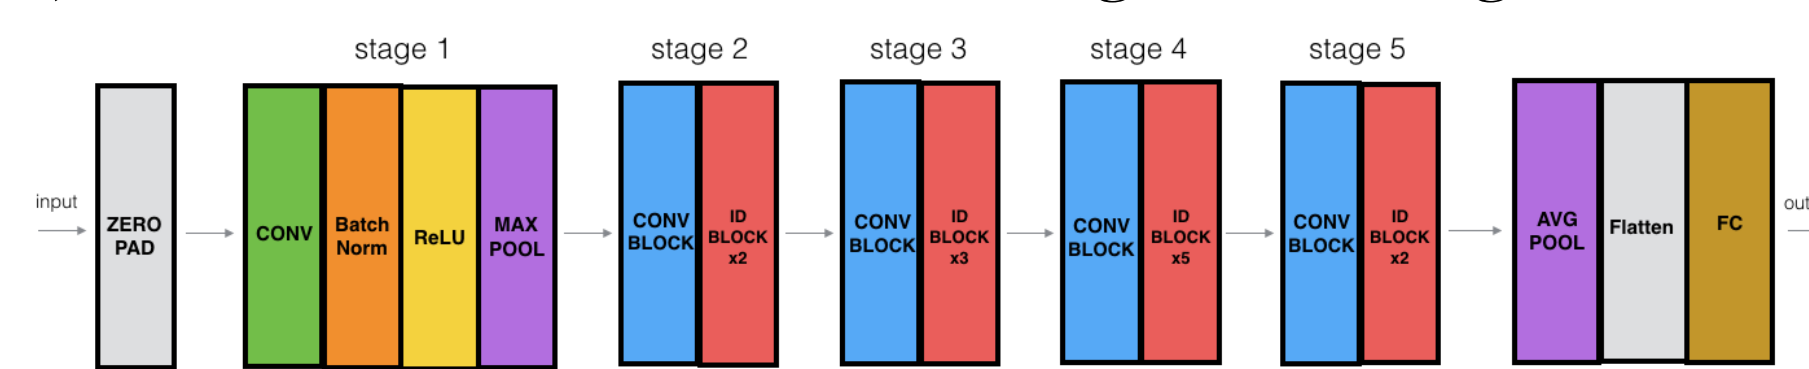 stage 1
stage 2
stage 3
stage 4
stage 5
input
ZERO
PAD
CONV
Batch
Norm
ReLU
MAX
POOL
CONV
BLOCK
ID
BLOCK
x2
CONV
BLOCK
ID
BLOCK
x3
CONV
BLOCK
ID
BLOCK
x5
CONV
BLOCK
ID
BLOCK
x2
AVG
POOL
Flatten
FC
out